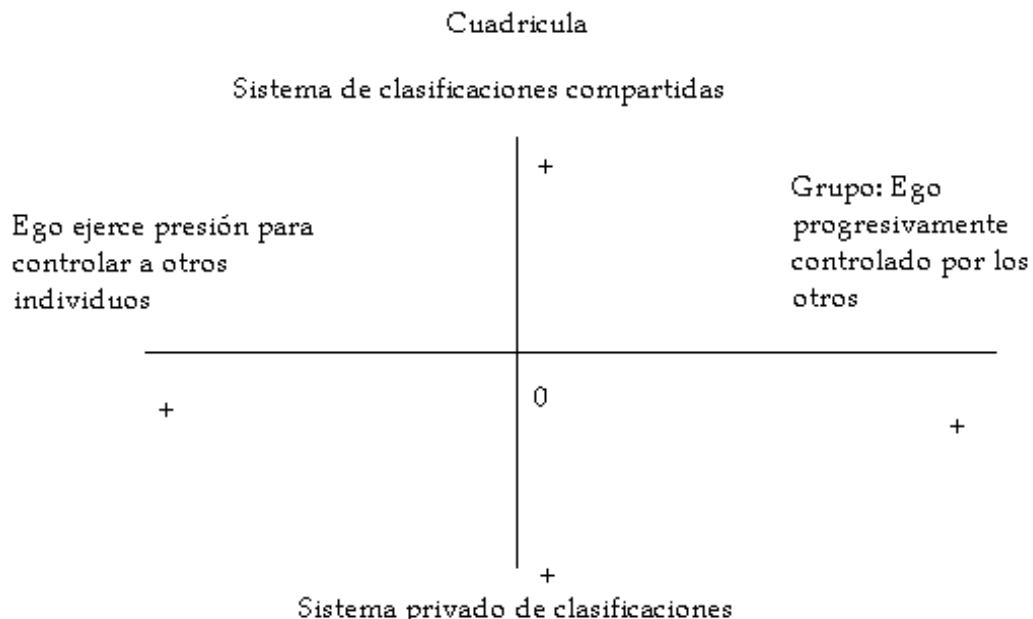 Cuadricula
Sistema de clasificaciones compartidas
+
Ego ejerce presión para
controlar a otros
individuos
Grupo: Ego
progresivamente
controlado por los
otros
0
+
+
+
Sistema privado de clasificaciones